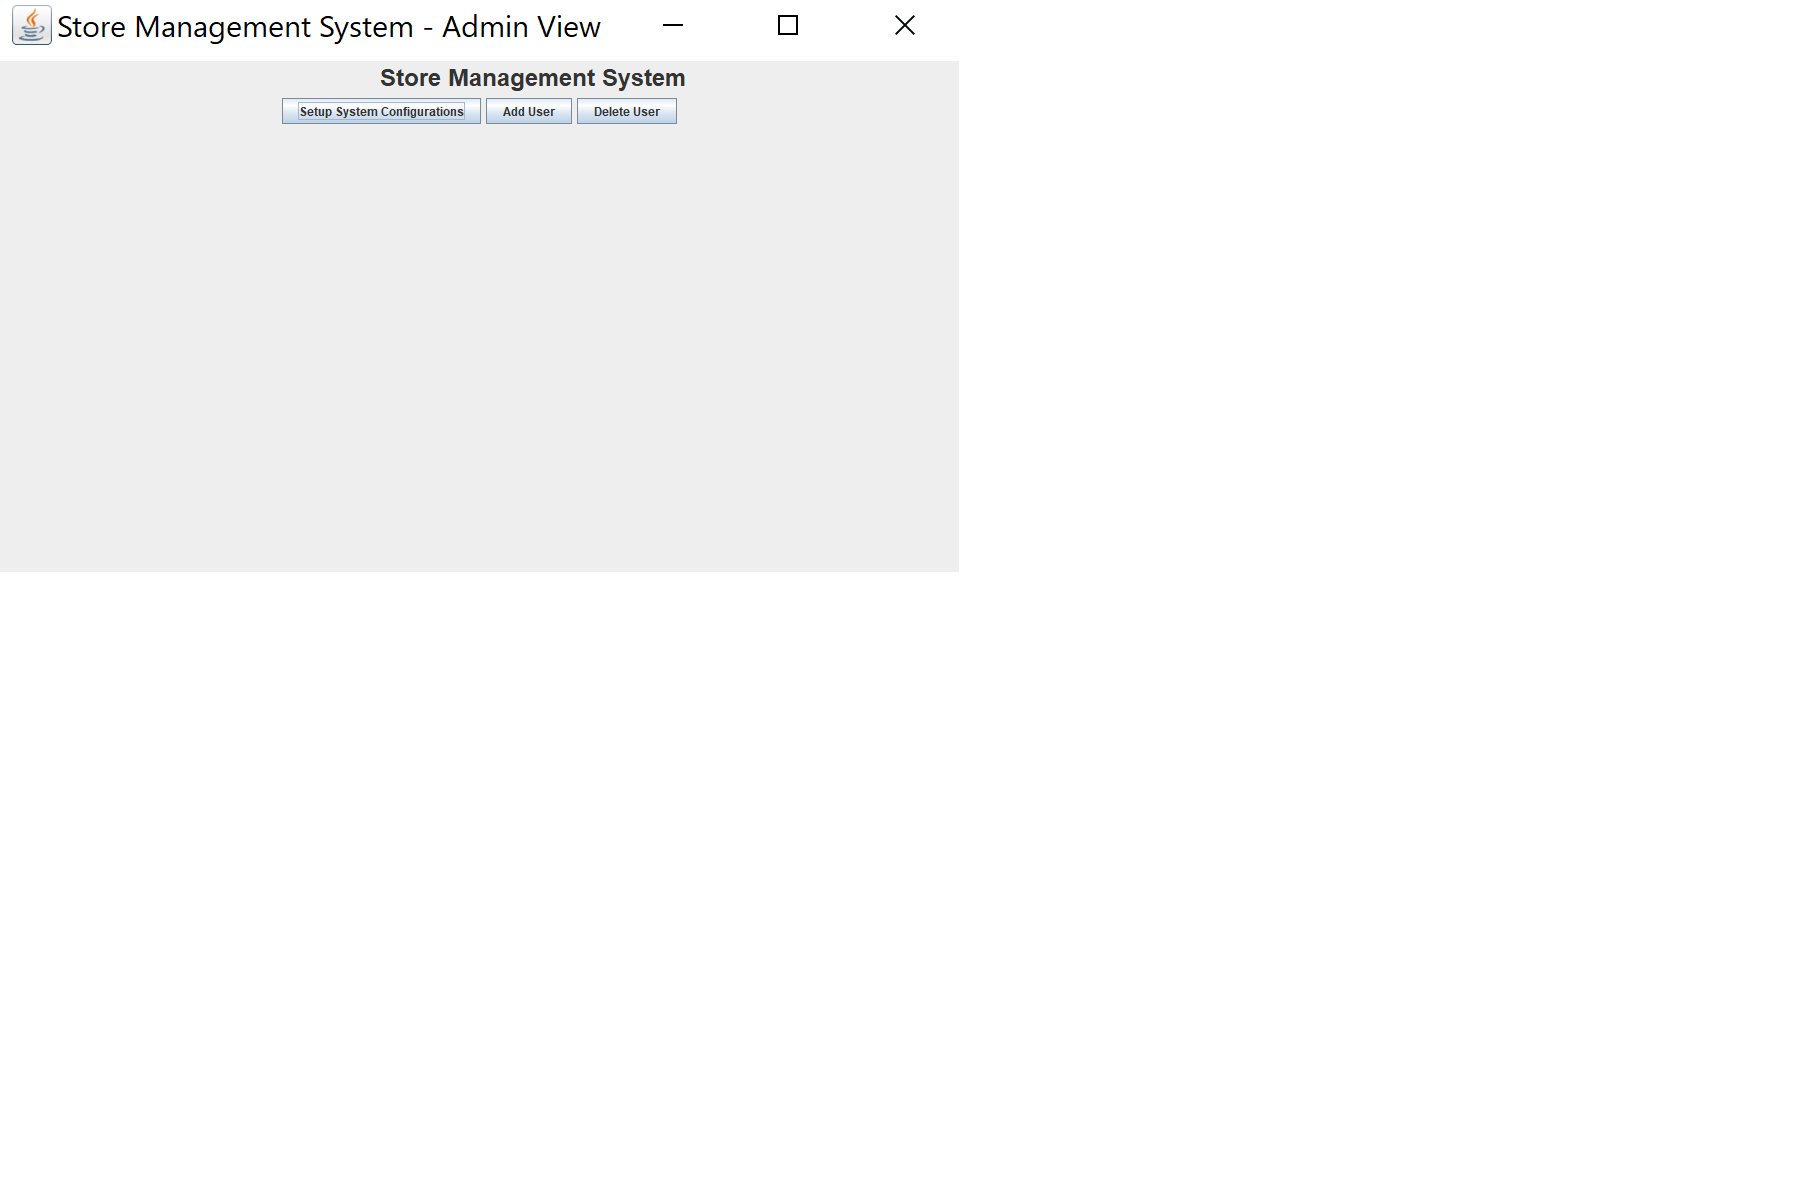 Store Management System - Admin View
Store Management System
Setup System Configurations Add User Delete User